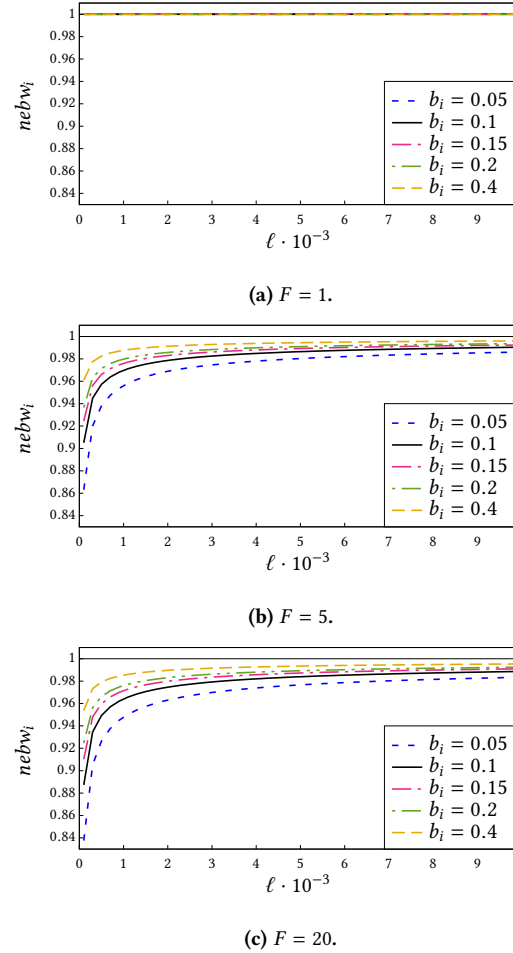 1
0.98
0.96
0.94
0.92
0.9
0.88
0.86
0.84
nebw_i
b_i = 0.05
b_i = 0.1
b_i = 0.15
b_i = 0.2
b_i = 0.4
0 1 2 3 4 5 6 7 8 9
ℓ · 10⁻³
(a) F = 1.
1
0.98
0.96
0.94
0.92
0.9
0.88
0.86
0.84
nebw_i
b_i = 0.05
b_i = 0.1
b_i = 0.15
b_i = 0.2
b_i = 0.4
0 1 2 3 4 5 6 7 8 9
ℓ · 10⁻³
(b) F = 5.
1
0.98
0.96
0.94
0.92
0.9
0.88
0.86
0.84
nebw_i
b_i = 0.05
b_i = 0.1
b_i = 0.15
b_i = 0.2
b_i = 0.4
0 1 2 3 4 5 6 7 8 9
ℓ · 10⁻³
(c) F = 20.